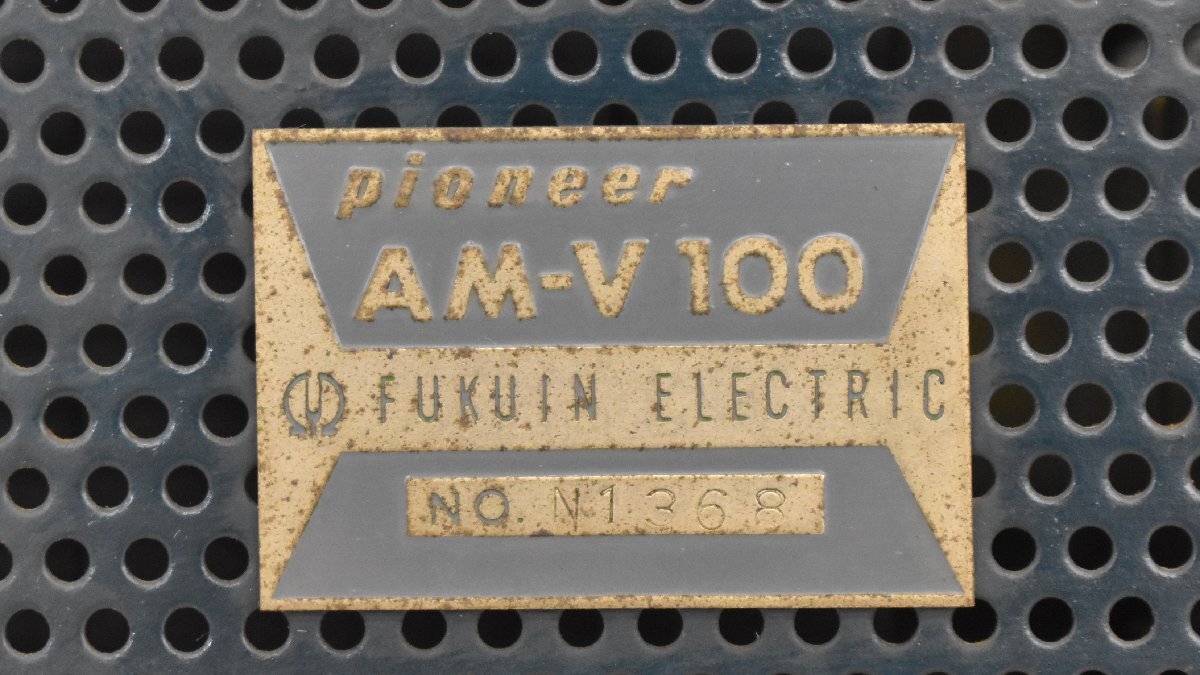 pioneer
AM-V 100
FUKUIN ELECTRIC
NO. N1368